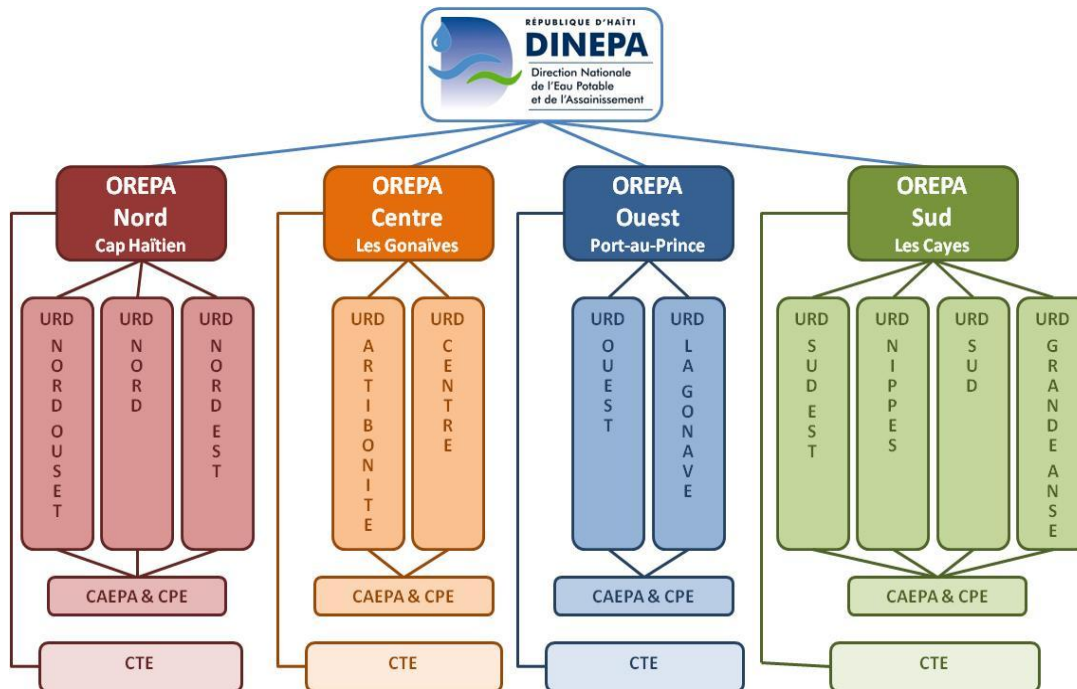 RÉPUBLIQUE D'HAÏTI
DINEPA
Direction Nationale
de l'Eau Potable
et de l'Assainissement
OREPA
Nord
Cap Haïtien
OREPA
Centre
Les Gonaïves
OREPA
Ouest
Port-au-Prince
OREPA
Sud
Les Cayes
URD NORD OUSET
URD NORD
URD NORD EST
URD ARTIBONITE
URD CENTRE
URD OUEST
URD LA GONAVE
URD SUD EST
URD NIPPES
URD SUD
URD GRANDE ANSE
CAEPA & CPE
CAEPA & CPE
CAEPA & CPE
CAEPA & CPE
CTE
CTE
CTE
CTE